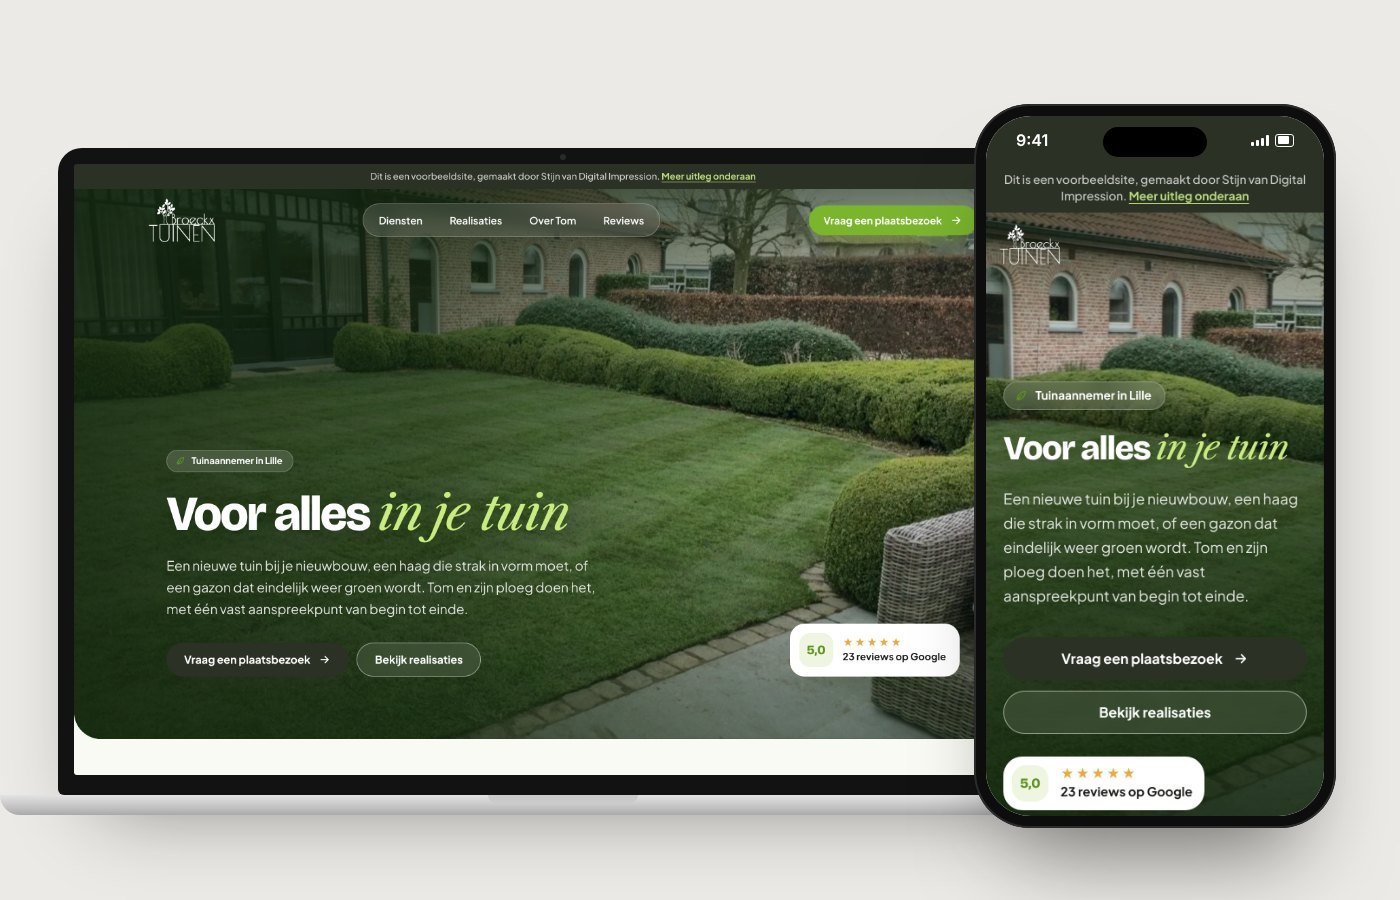 Dit is een voorbeeldsite, gemaakt door Stijn van Digital Impression. Meer uitleg onderaan
Broeckx
TUINEN
Diensten
Realisaties
Over Tom
Reviews
Vraag een plaatsbezoek →
Tuinaannemer in Lille
Voor alles in je tuin
Een nieuwe tuin bij je nieuwbouw, een haag die strak in vorm moet, of
een gazon dat eindelijk weer groen wordt. Tom en zijn ploeg doen het,
met één vast aanspreekpunt van begin tot einde.
Vraag een plaatsbezoek →
Bekijk realisaties
5,0
★★★★★
23 reviews op Google
9:41
Dit is een voorbeeldsite, gemaakt door Stijn van Digital
Impression. Meer uitleg onderaan
Broeckx
TUINEN
Tuinaannemer in Lille
Voor alles in je tuin
Een nieuwe tuin bij je nieuwbouw, een haag
die strak in vorm moet, of een gazon dat
eindelijk weer groen wordt. Tom en zijn
ploeg doen het, met één vast
aanspreekpunt van begin tot einde.
Vraag een plaatsbezoek →
Bekijk realisaties
5,0
★★★★★
23 reviews op Google